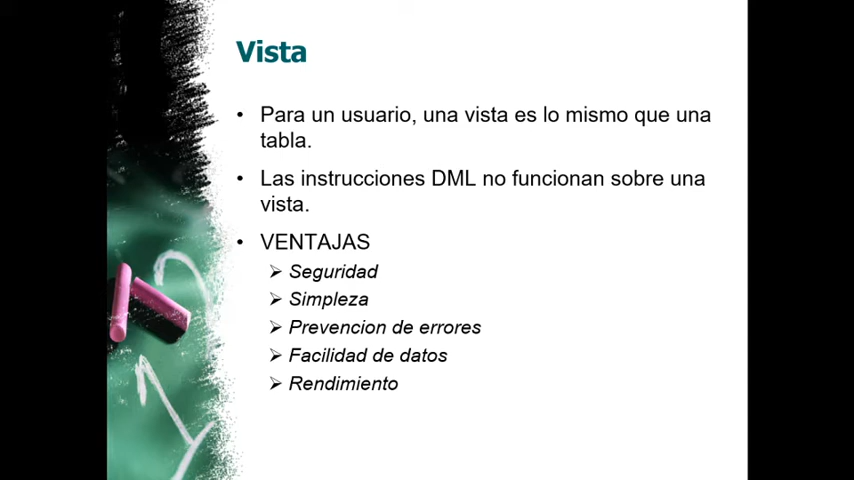 Vista
• Para un usuario, una vista es lo mismo que una
tabla.
• Las instrucciones DML no funcionan sobre una
vista.
• VENTAJAS
➢ Seguridad
➢ Simpleza
➢ Prevencion de errores
➢ Facilidad de datos
➢ Rendimiento